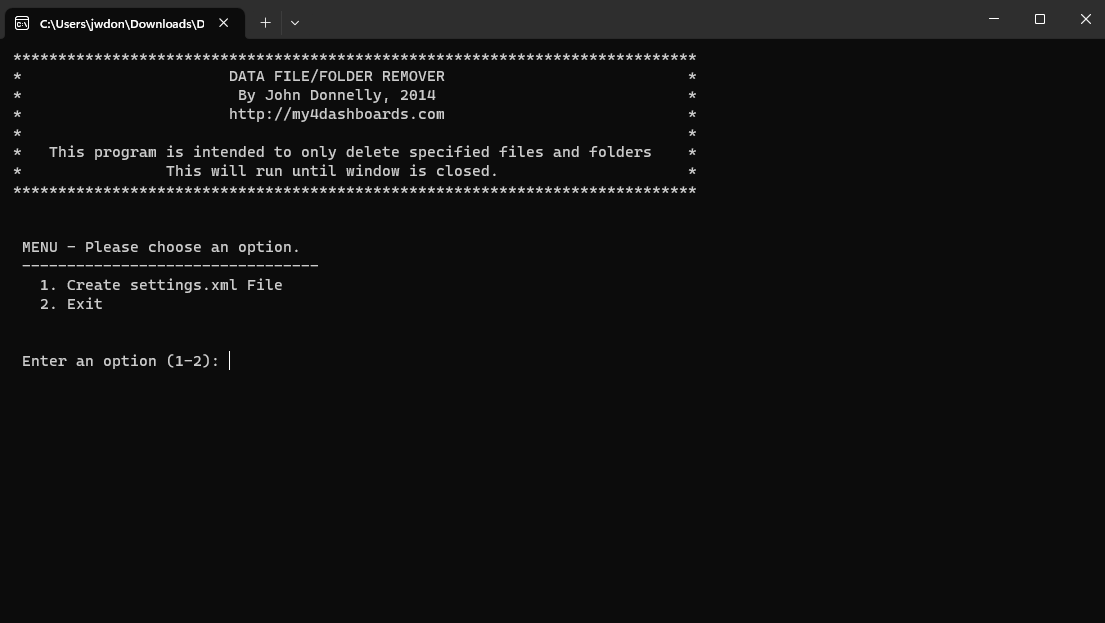 C:\Users\jwdon\Downloads\D
****************************************************************************
*                       DATA FILE/FOLDER REMOVER                           *
*                        By John Donnelly, 2014                            *
*                       http://my4dashboards.com                           *
*                                                                          *
*   This program is intended to only delete specified files and folders    *
*                This will run until window is closed.                     *
****************************************************************************
MENU - Please choose an option.
---------------------------------
1. Create settings.xml File
2. Exit
Enter an option (1-2):